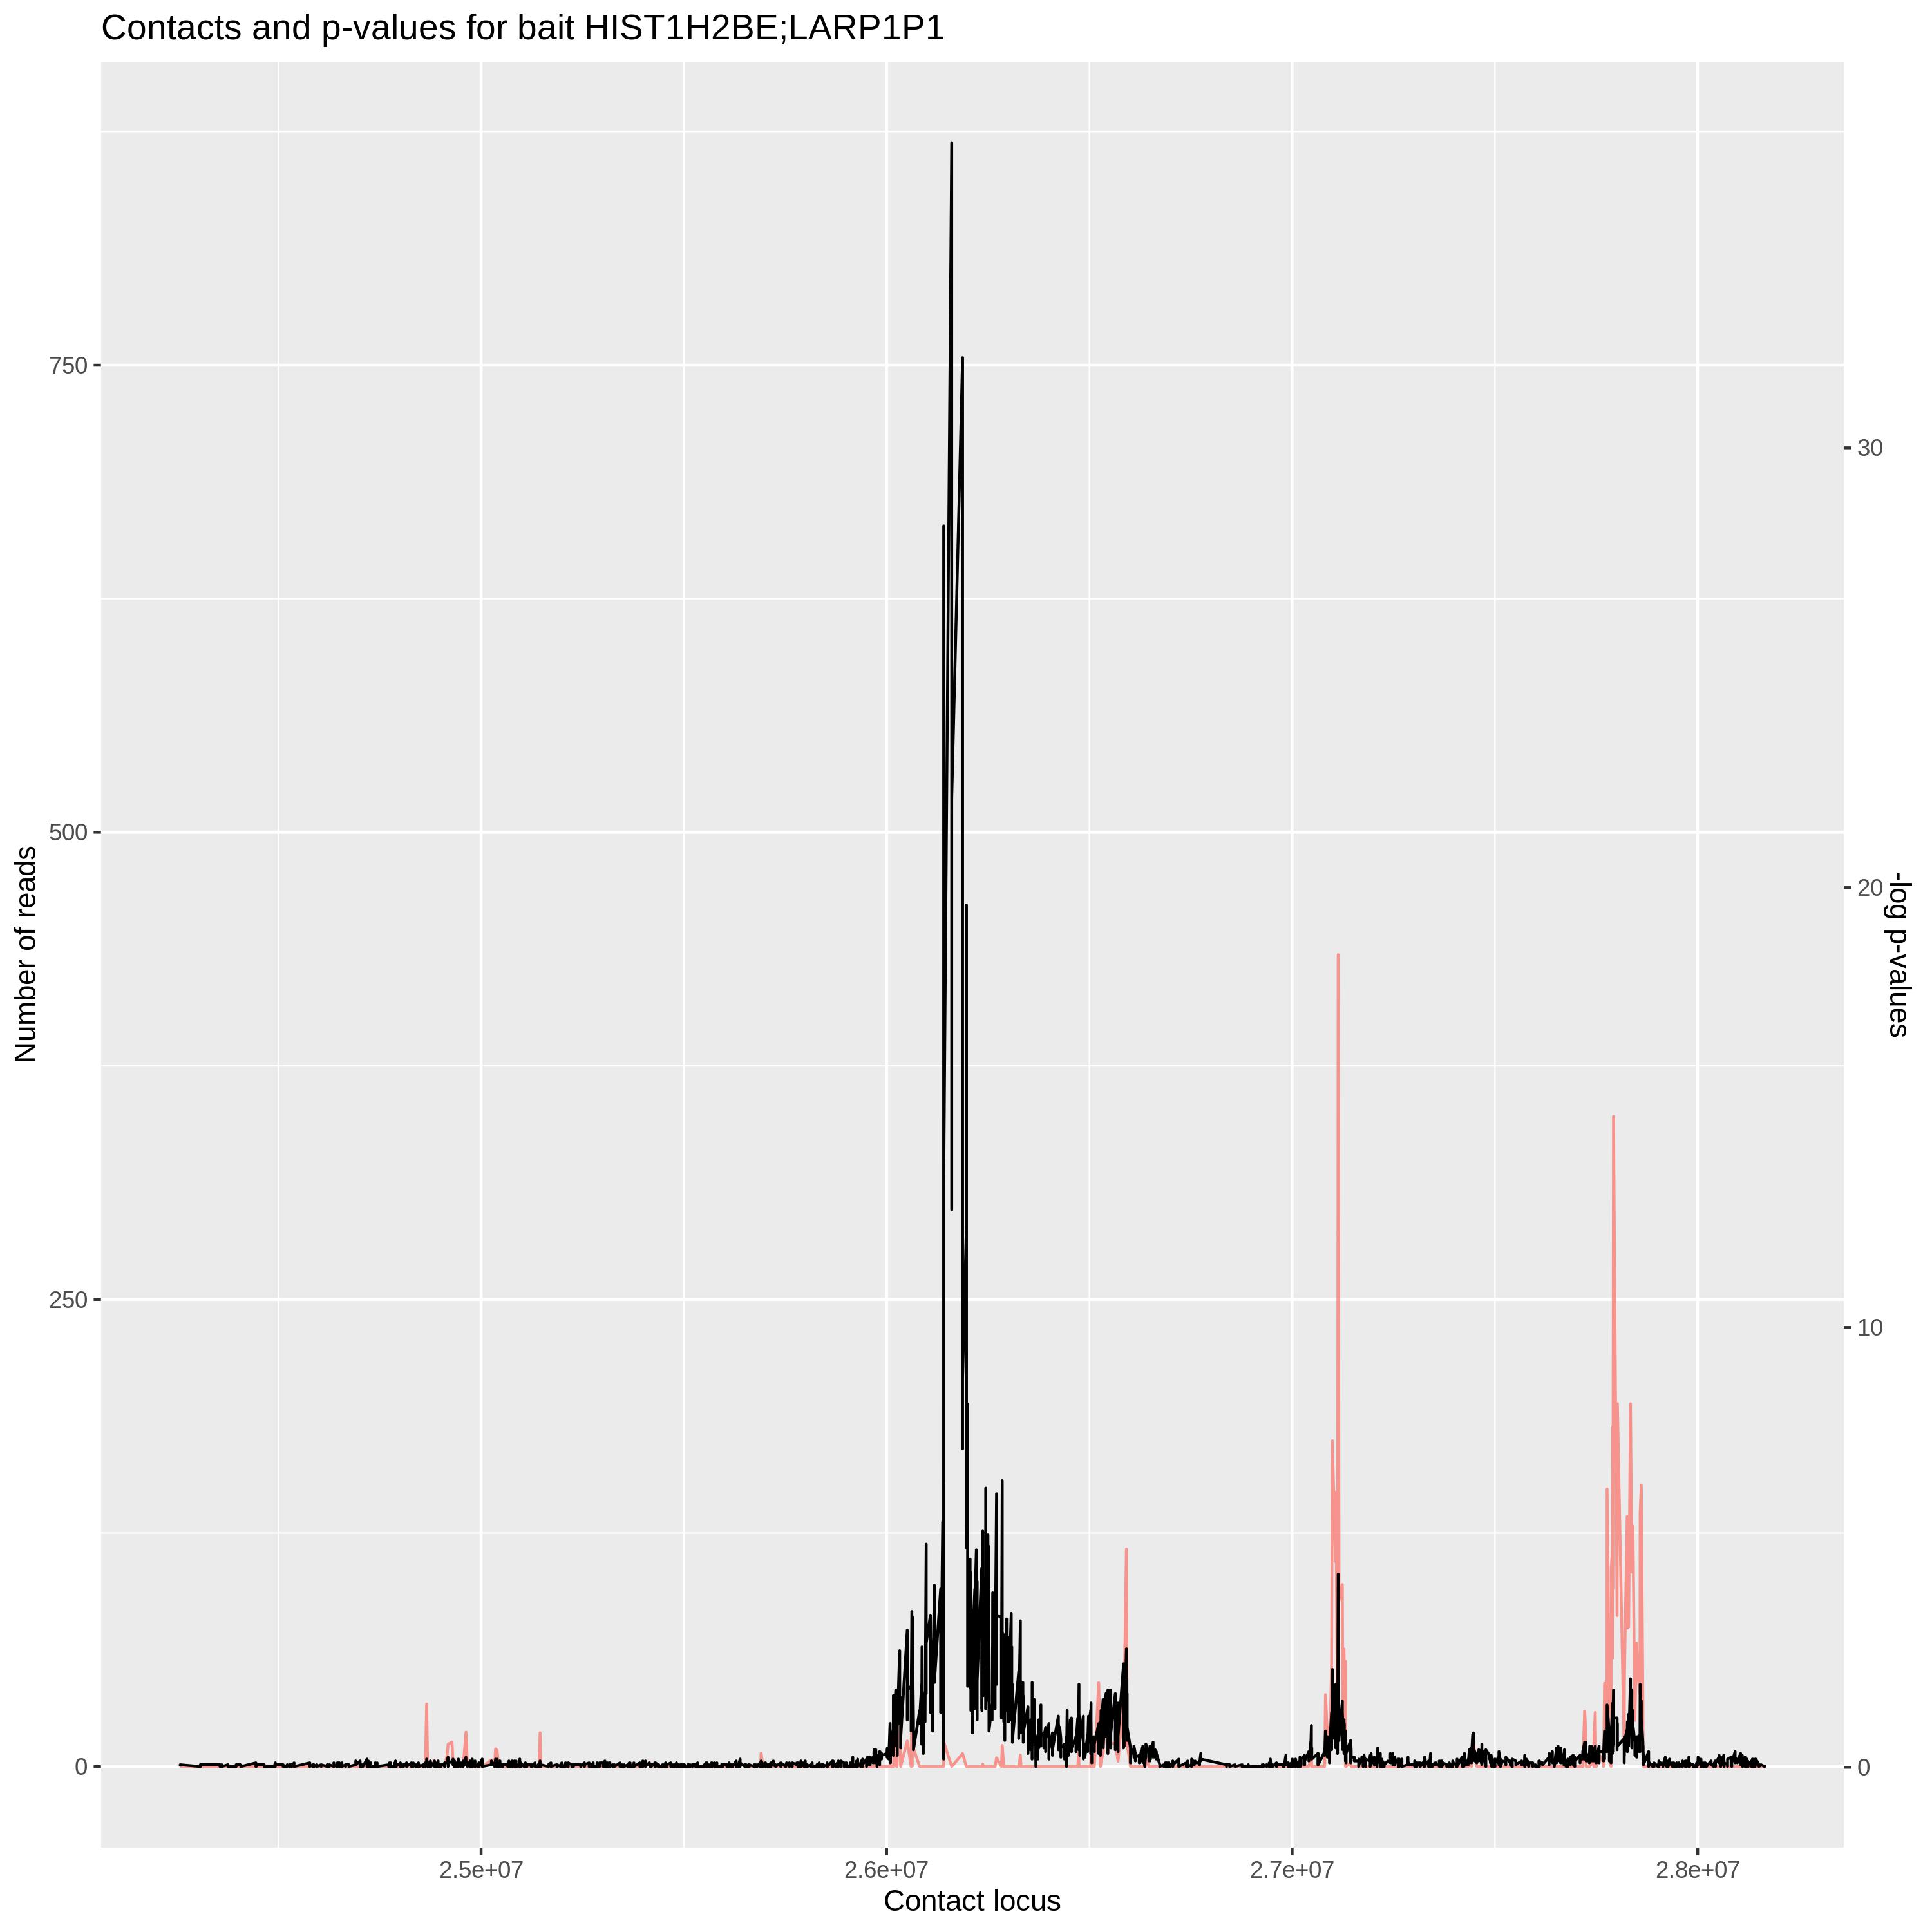 Contacts and p-values for bait HIST1H2BE;LARP1P1
Number of reads
750
500
250
0
30
20
10
0
-log p-values
2.5e+07
2.6e+07
2.7e+07
2.8e+07
Contact locus